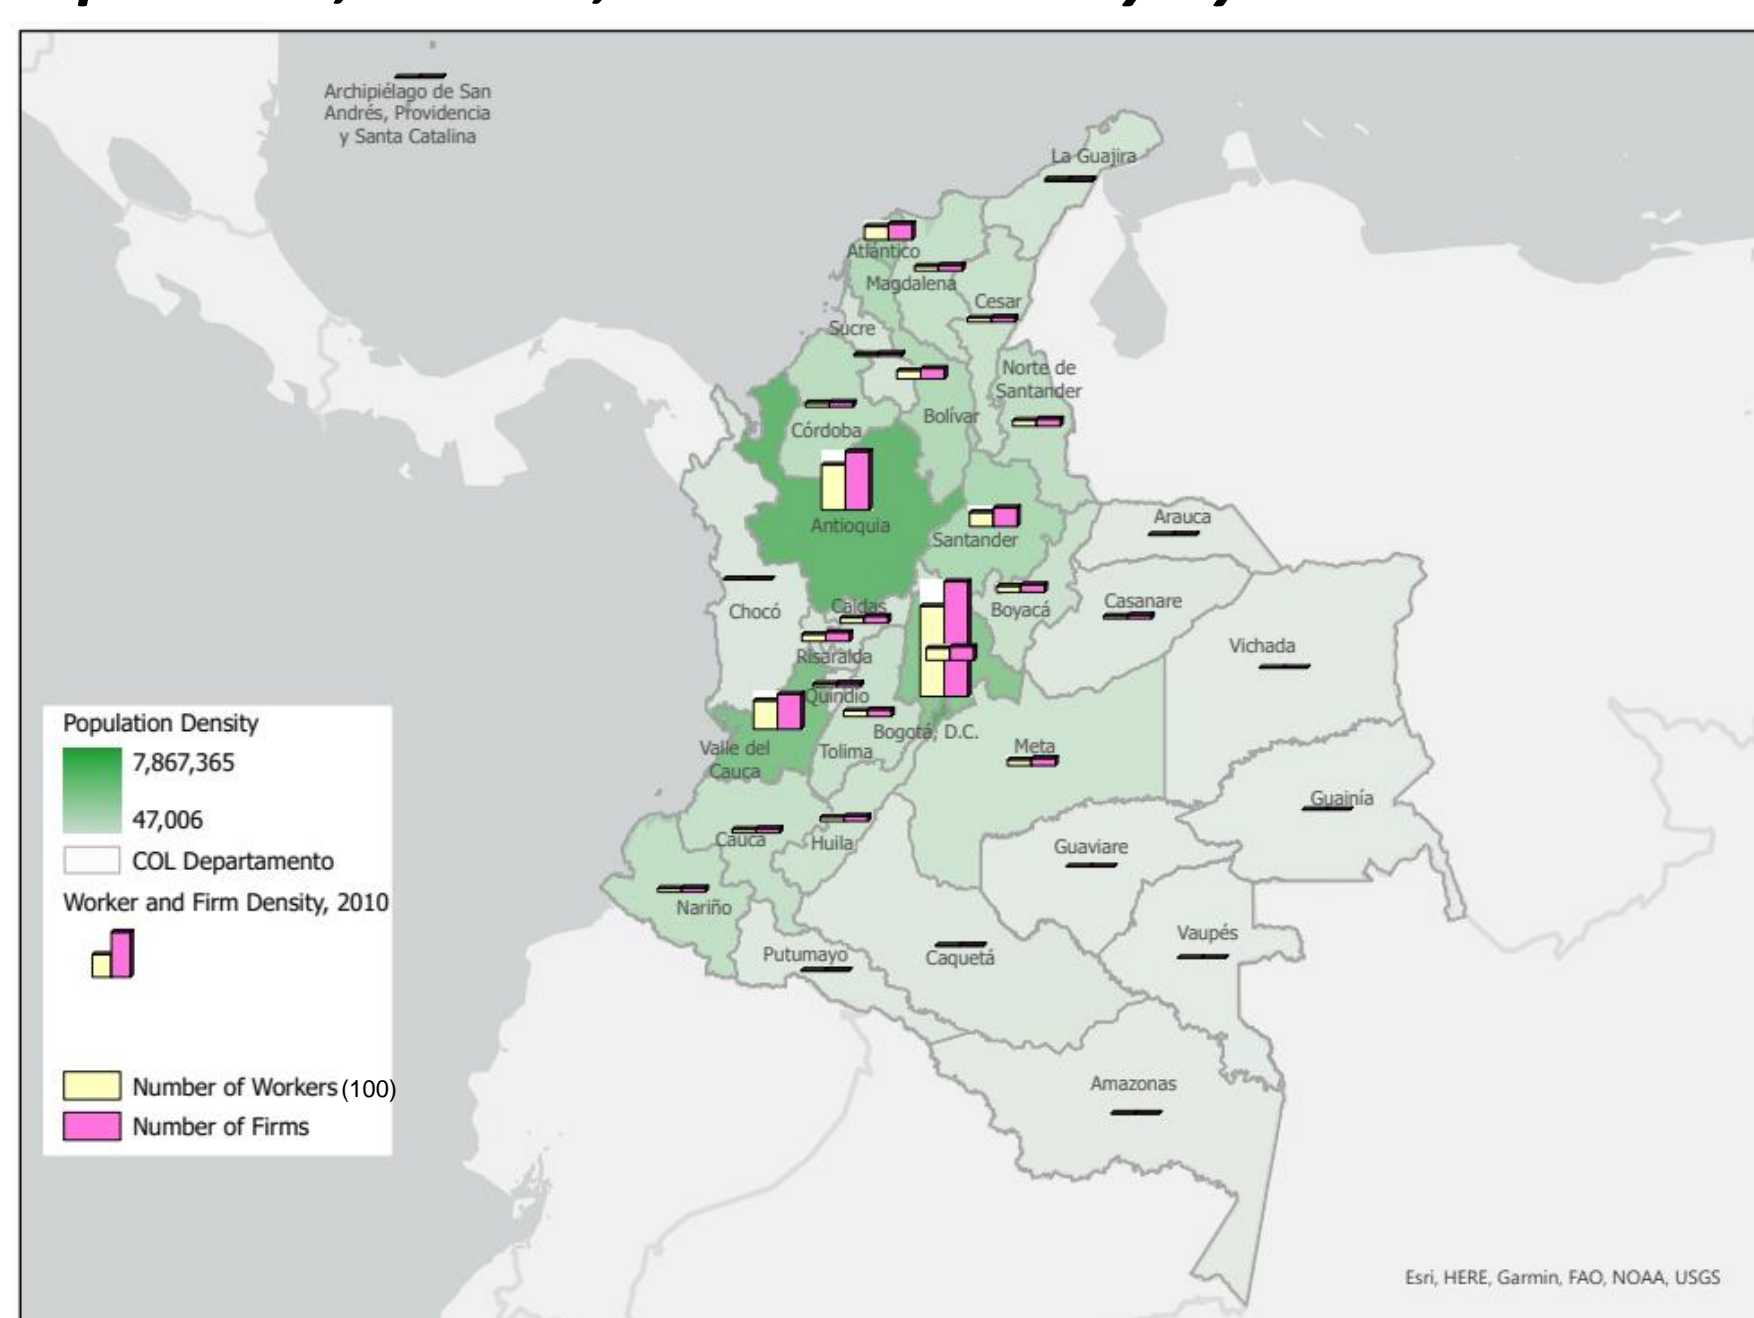 Archipiélago de San
Andrés, Providencia
y Santa Catalina
La Guajira
Atlántico
Magdalena
Cesar
Sucre
Norte de
Santander
Bolívar
Córdoba
Antioquia
Santander
Arauca
Chocó
Caldas
Boyacá
Casanare
Vichada
Risaralda
Quindío
Bogotá, D.C.
Valle del
Cauca
Tolima
Meta
Guainía
Cauca
Huila
Guaviare
Nariño
Putumayo
Caquetá
Vaupés
Amazonas
Population Density
7,867,365
47,006
COL Departamento
Worker and Firm Density, 2010
Number of Workers (100)
Number of Firms
Esri, HERE, Garmin, FAO, NOAA, USGS